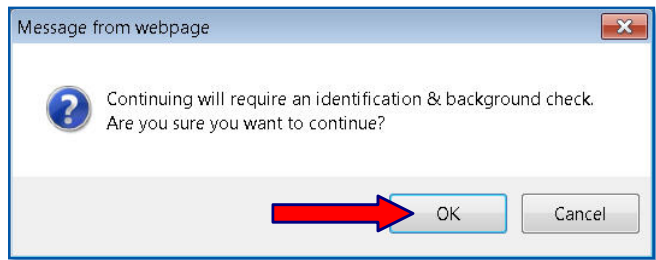 Message from webpage
Continuing will require an identification & background check.
Are you sure you want to continue?
OK
Cancel